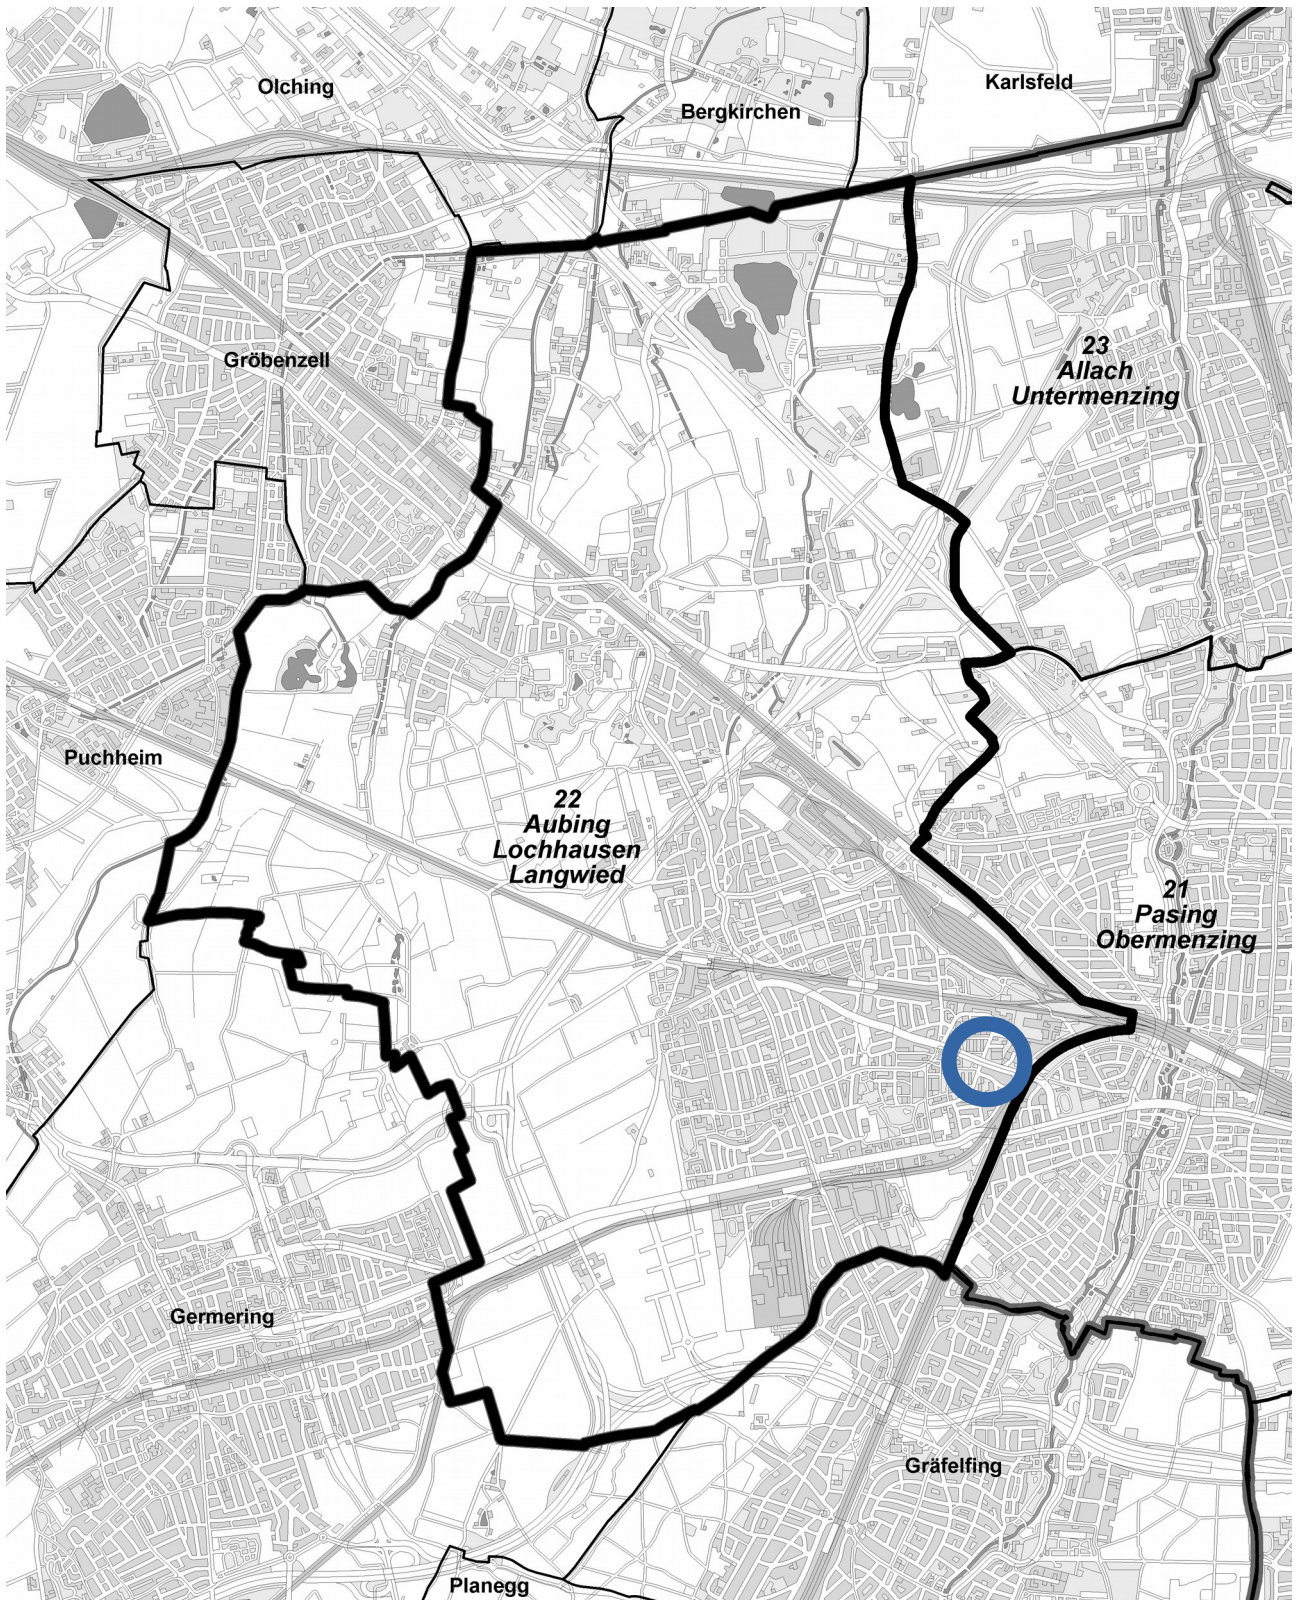 Olching
Karlsfeld
Bergkirchen
23
Allach
Untermenzing
Gröbenzell
Puchheim
22
Aubing
Lochhausen
Langwied
21
Pasing
Obermenzing
Germering
Gräfelfing
Planegg